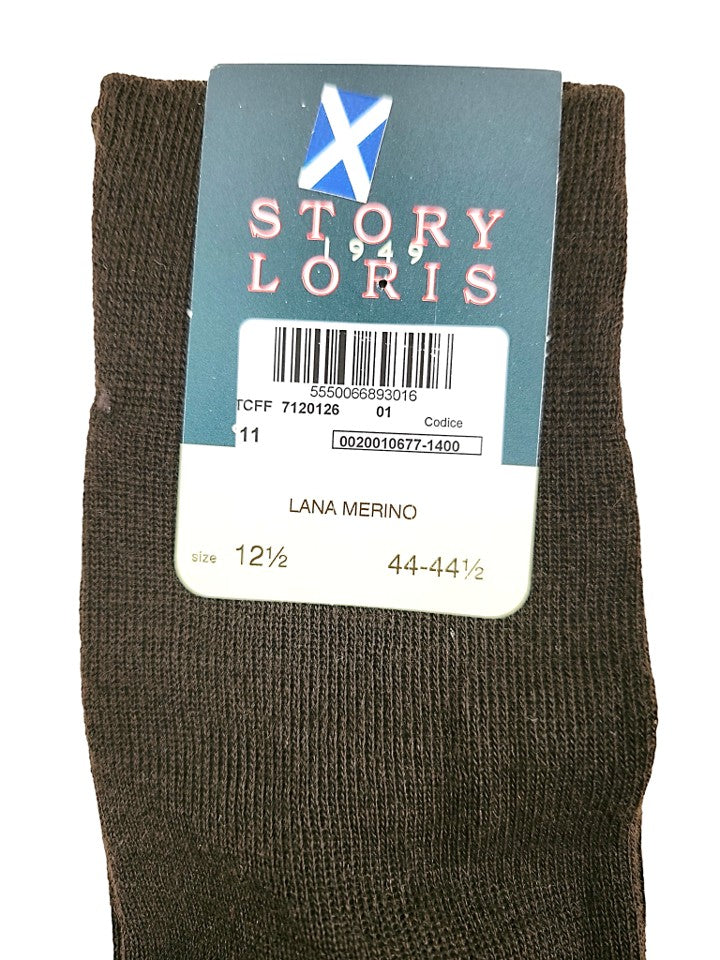 STORY
1949
LORIS
5550066893016
TCFF 7120126 01
Codice
11 0020010677-1400
LANA MERINO
size 12½ 44-44½